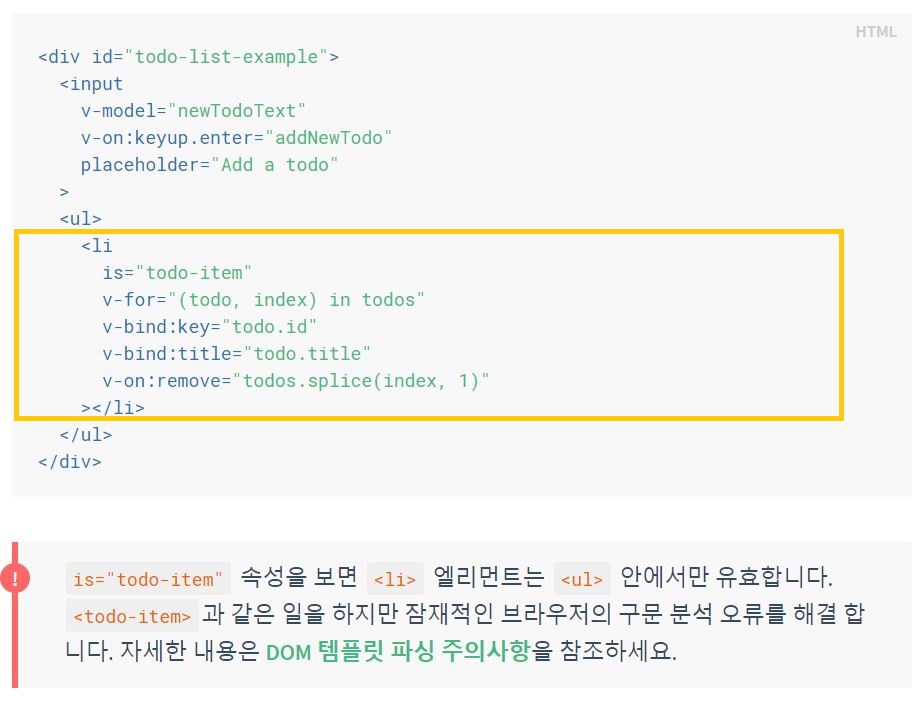 HTML
<div id="todo-list-example">
  <input
    v-model="newTodoText"
    v-on:keyup.enter="addNewTodo"
    placeholder="Add a todo"
  >
  <ul>
    <li
      is="todo-item"
      v-for="(todo, index) in todos"
      v-bind:key="todo.id"
      v-bind:title="todo.title"
      v-on:remove="todos.splice(index, 1)"
    ></li>
  </ul>
</div>
! is="todo-item" 속성을 보면 <li> 엘리먼트는 <ul> 안에서만 유효합니다.
<todo-item> 과 같은 일을 하지만 잠재적인 브라우저의 구문 분석 오류를 해결 합
니다. 자세한 내용은 DOM 템플릿 파싱 주의사항을 참조하세요.